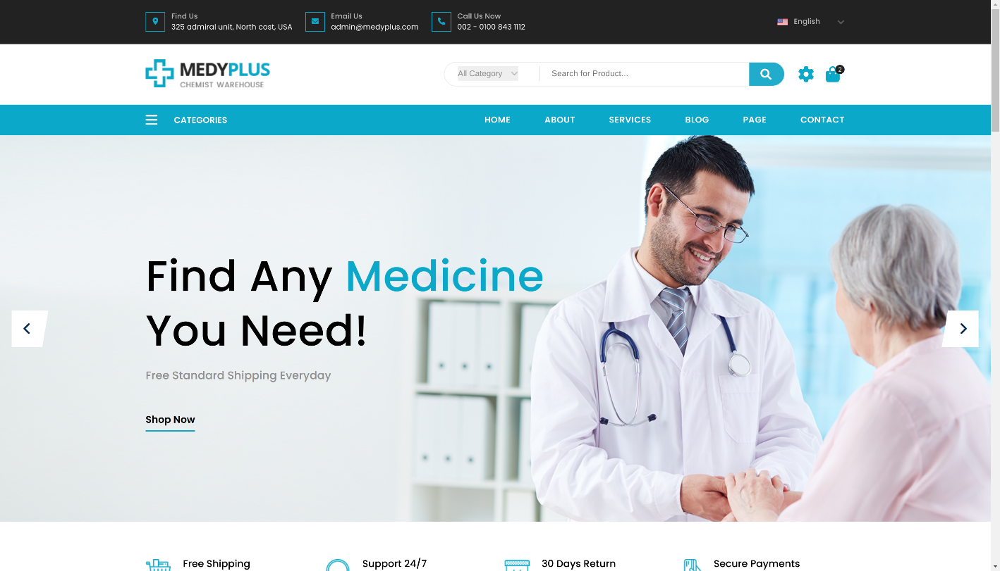 Find Us
325 admiral unit, North cost, USA
Email Us
admin@medyplus.com
Call Us Now
002 - 0100 843 1112
English
MEDYPLUS
CHEMIST WAREHOUSE
All Category
Search for Product...
2
CATEGORIES
HOME
ABOUT
SERVICES
BLOG
PAGE
CONTACT
Find Any Medicine
You Need!
Free Standard Shipping Everyday
Shop Now
Free Shipping
Support 24/7
30 Days Return
Secure Payments